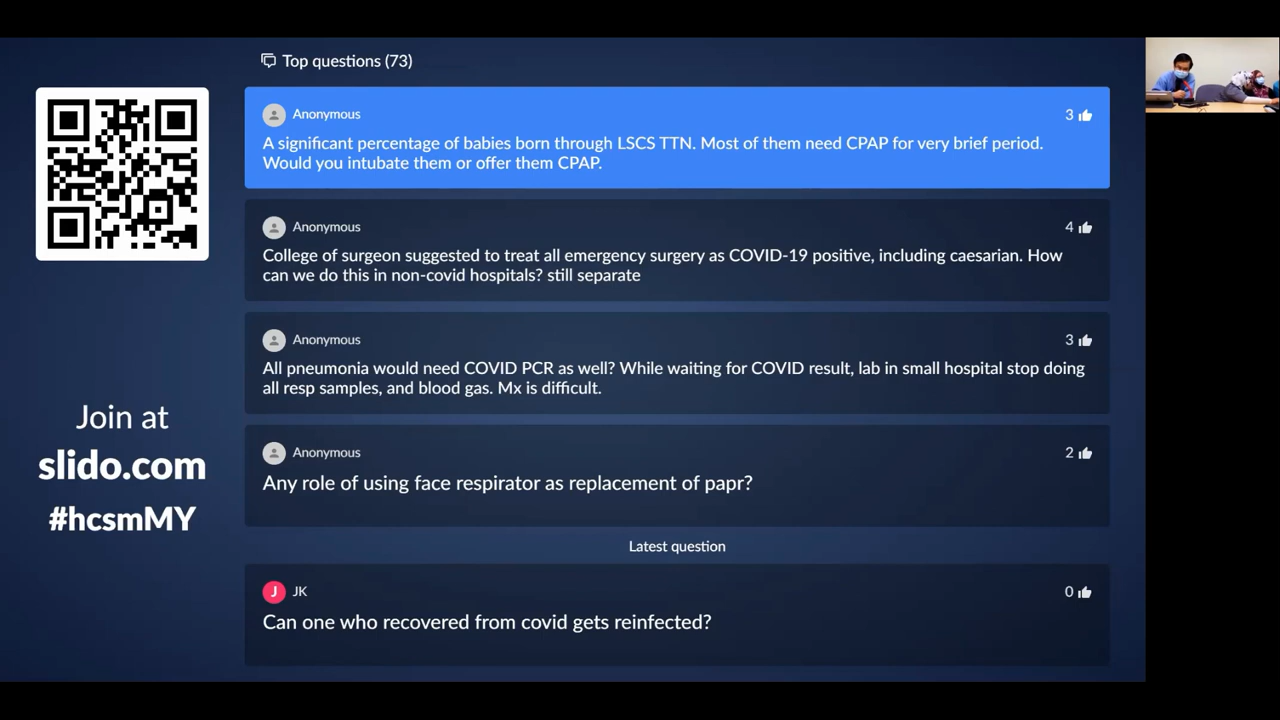 Top questions (73)
Anonymous
3
A significant percentage of babies born through LSCS TTN. Most of them need CPAP for very brief period.
Would you intubate them or offer them CPAP.
Anonymous
4
College of surgeon suggested to treat all emergency surgery as COVID-19 positive, including caesarian. How
can we do this in non-covid hospitals? still separate
Anonymous
3
All pneumonia would need COVID PCR as well? While waiting for COVID result, lab in small hospital stop doing
all resp samples, and blood gas. Mx is difficult.
Anonymous
2
Any role of using face respirator as replacement of papr?
Latest question
J
JK
0
Can one who recovered from covid gets reinfected?
Join at
slido.com
#hcsmMY